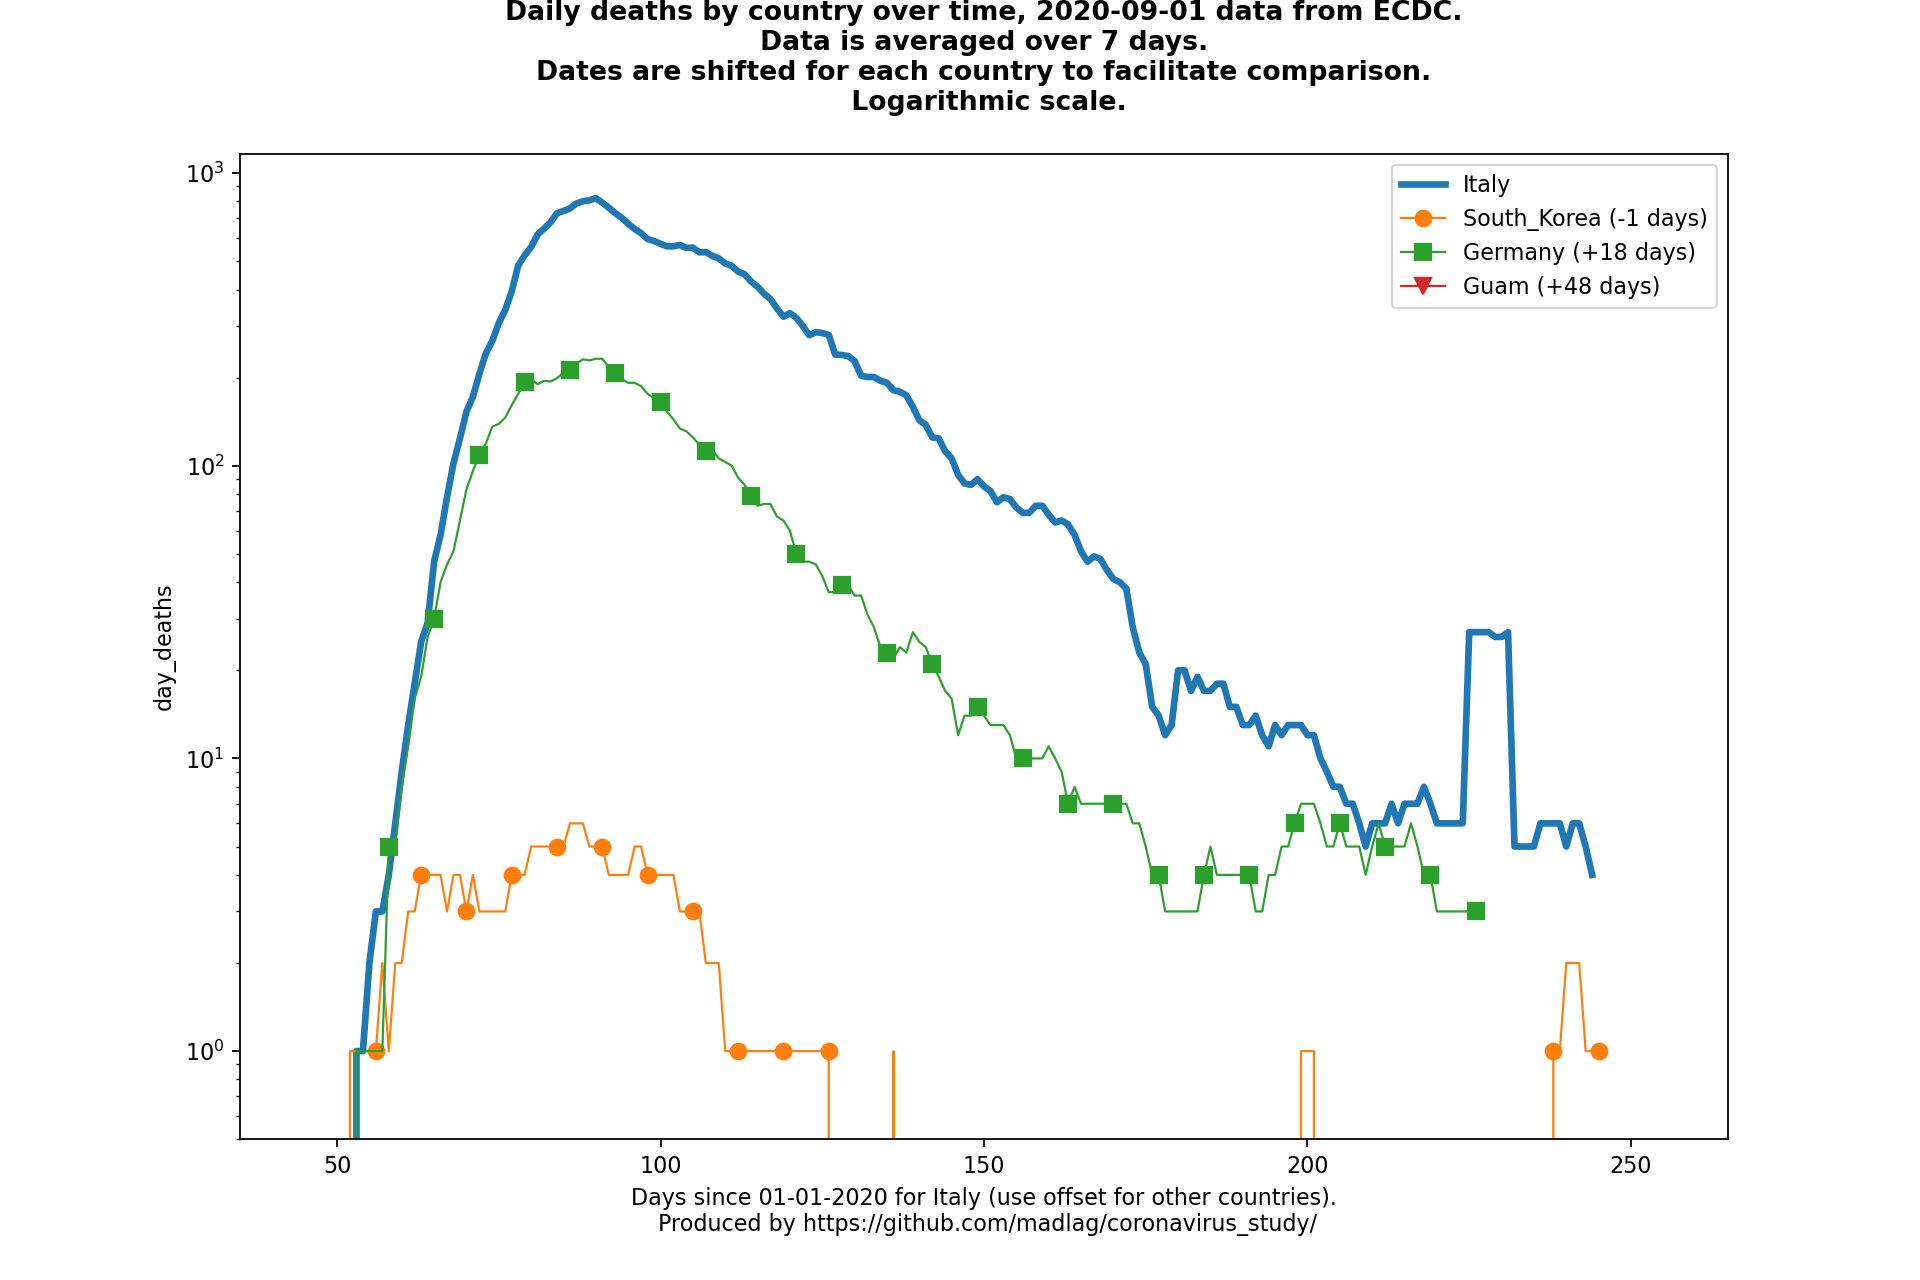 Daily deaths by country over time, 2020-09-01 data from ECDC.
Data is averaged over 7 days.
Dates are shifted for each country to facilitate comparison.
Logarithmic scale.
10³
10²
10¹
10⁰
day_deaths
Italy
South_Korea (-1 days)
Germany (+18 days)
Guam (+48 days)
50 100 150 200 250
Days since 01-01-2020 for Italy (use offset for other countries).
Produced by https://github.com/madlag/coronavirus_study/